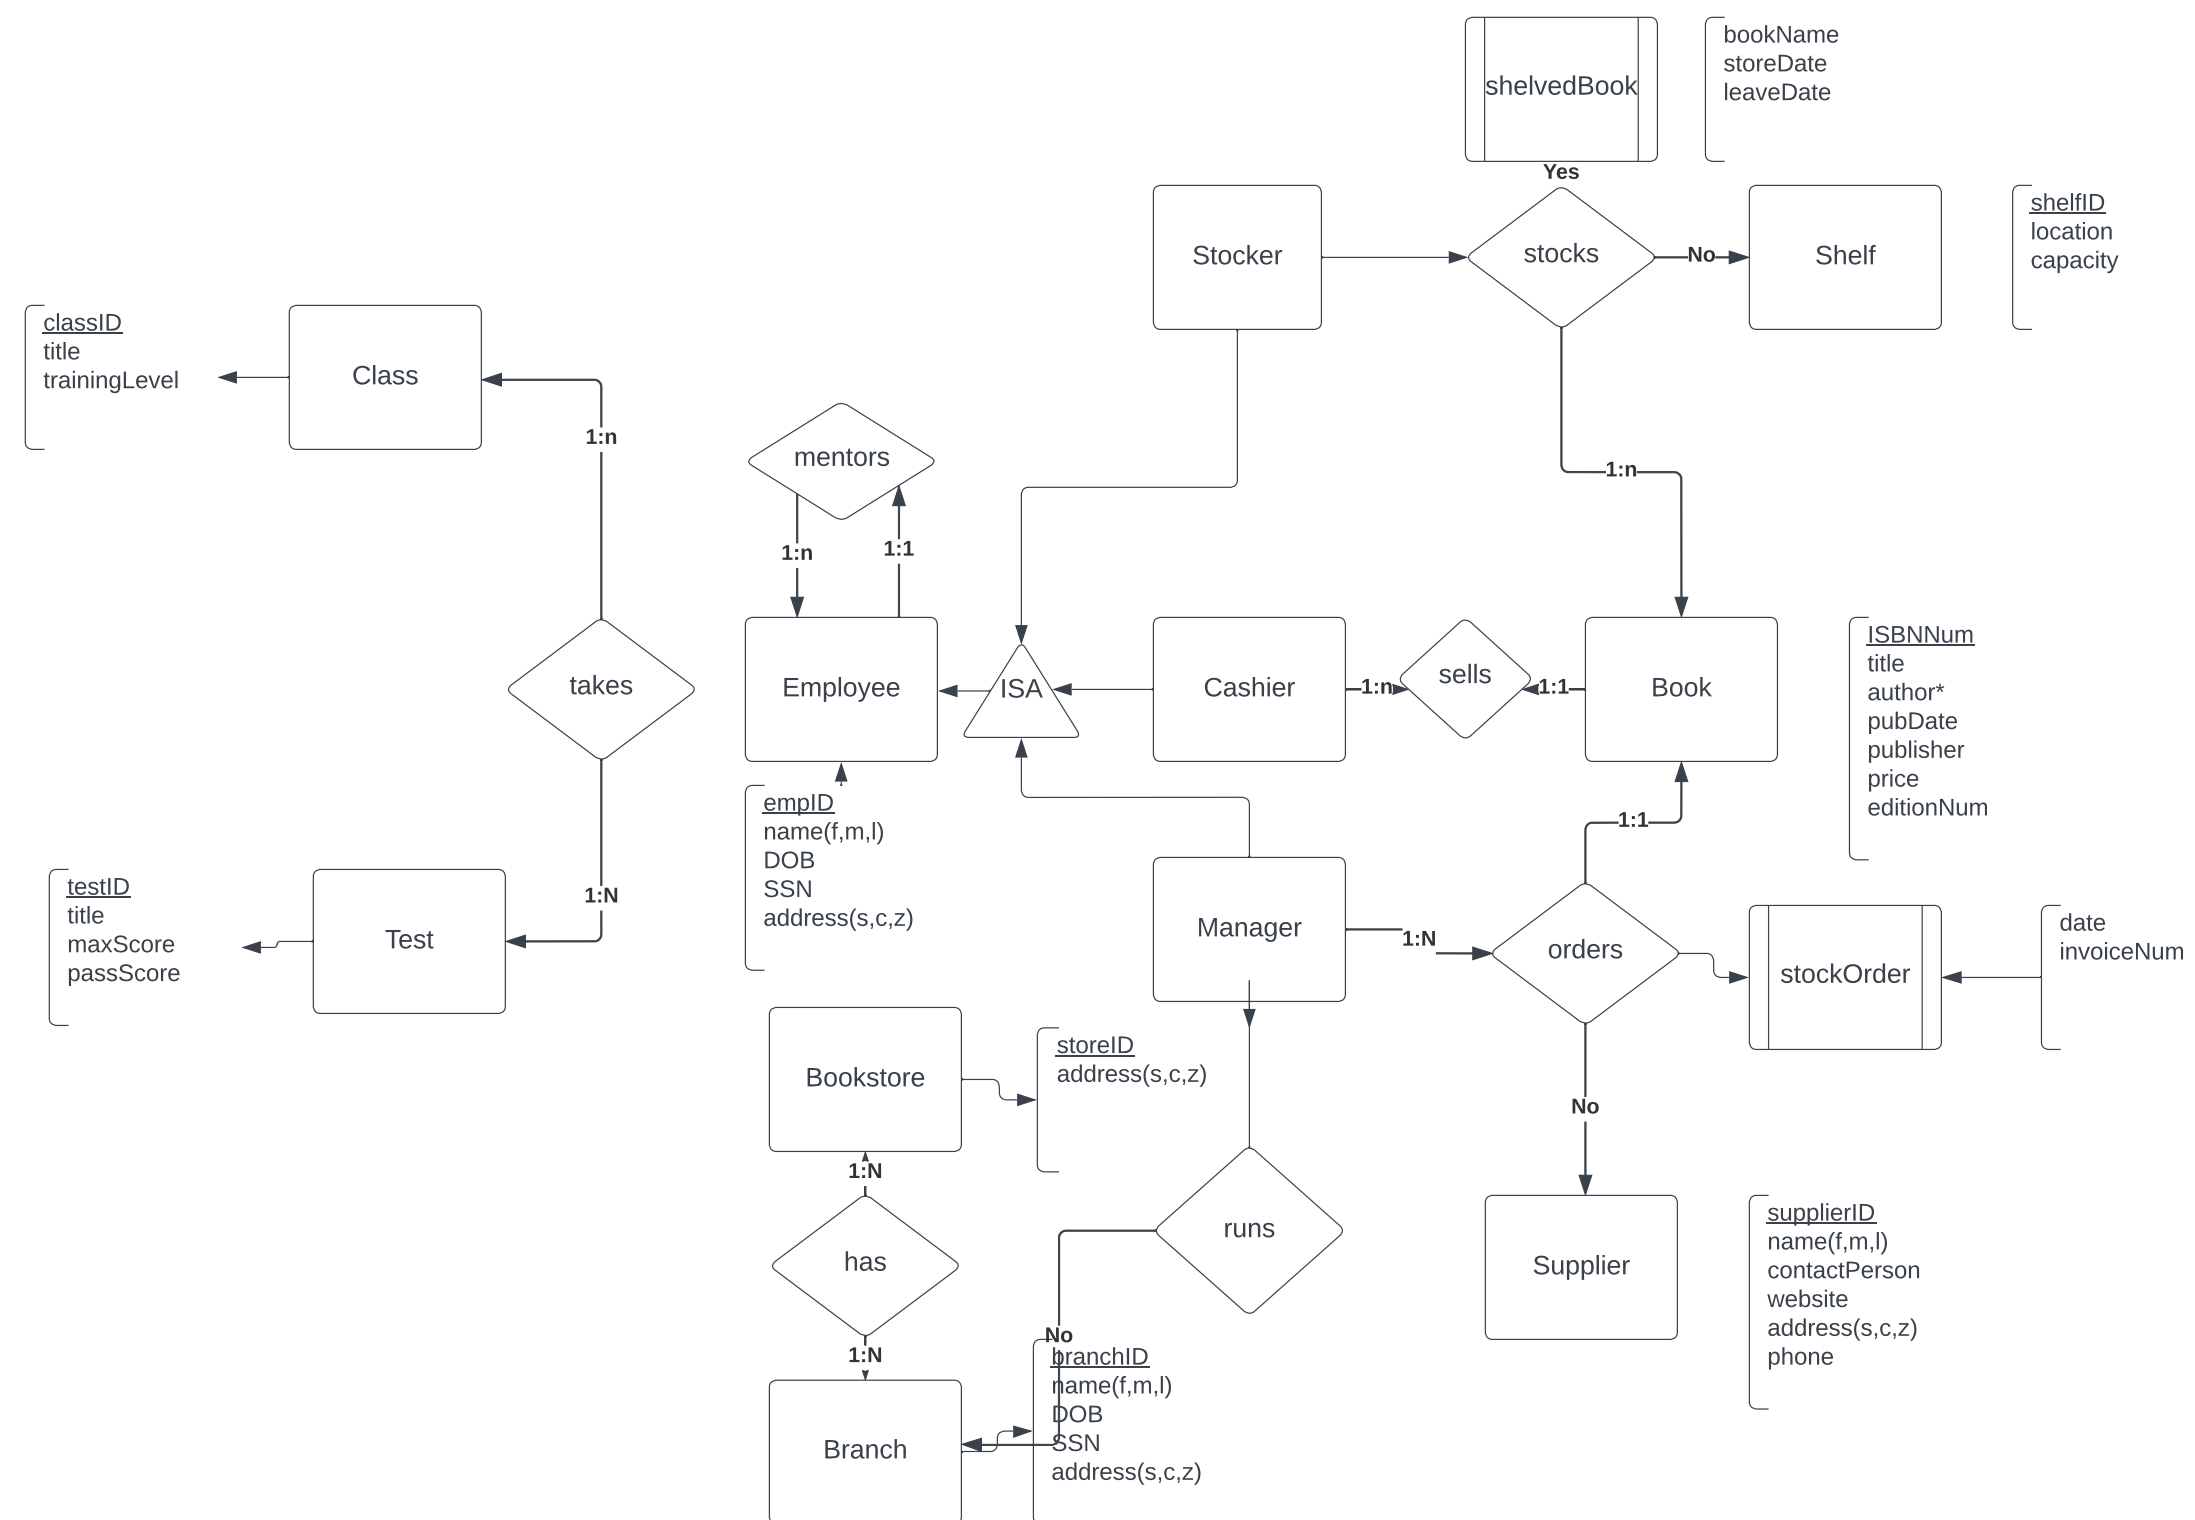 bookName
storeDate
leaveDate
shelvedBook
Yes
Stocker
stocks
No
Shelf
shelfID
location
capacity
classID
title
trainingLevel
Class
1:n
mentors
1:n
1:1
1:n
takes
Employee
ISA
Cashier
1:n
sells
1:1
Book
ISBNNum
title
author*
pubDate
publisher
price
editionNum
empID
name(f,m,l)
DOB
SSN
address(s,c,z)
1:1
testID
title
maxScore
passScore
Test
1:N
Manager
1:N
orders
stockOrder
date
invoiceNum
Bookstore
storeID
address(s,c,z)
No
1:N
has
1:N
runs
No
Supplier
supplierID
name(f,m,l)
contactPerson
website
address(s,c,z)
phone
Branch
branchID
name(f,m,l)
DOB
SSN
address(s,c,z)